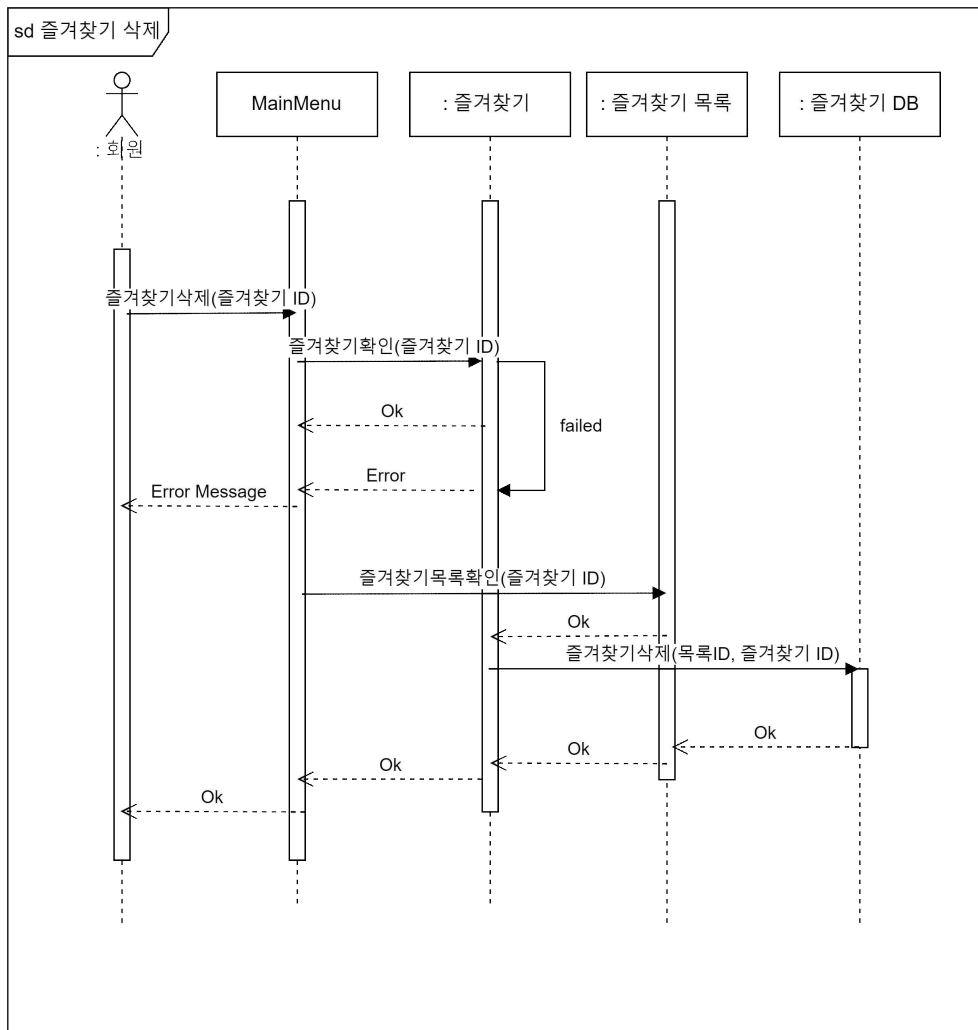 sd 즐겨찾기 삭제
: 회원
MainMenu
: 즐겨찾기
: 즐겨찾기 목록
: 즐겨찾기 DB
즐겨찾기삭제(즐겨찾기 ID)
즐겨찾기확인(즐겨찾기 ID)
Ok
failed
Error
Error Message
즐겨찾기목록확인(즐겨찾기 ID)
Ok
즐겨찾기삭제(목록ID, 즐겨찾기 ID)
Ok
Ok
Ok
Ok